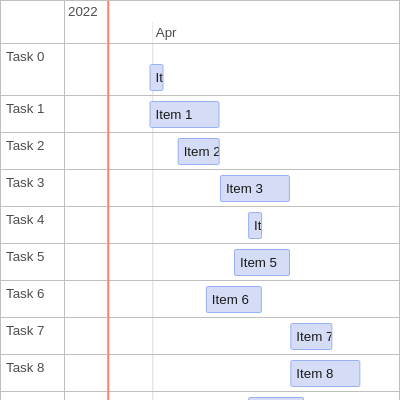 2022
Apr
Task 0
It
Task 1
Item 1
Task 2
Item 2
Task 3
Item 3
Task 4
It
Task 5
Item 5
Task 6
Item 6
Task 7
Item 7
Task 8
Item 8